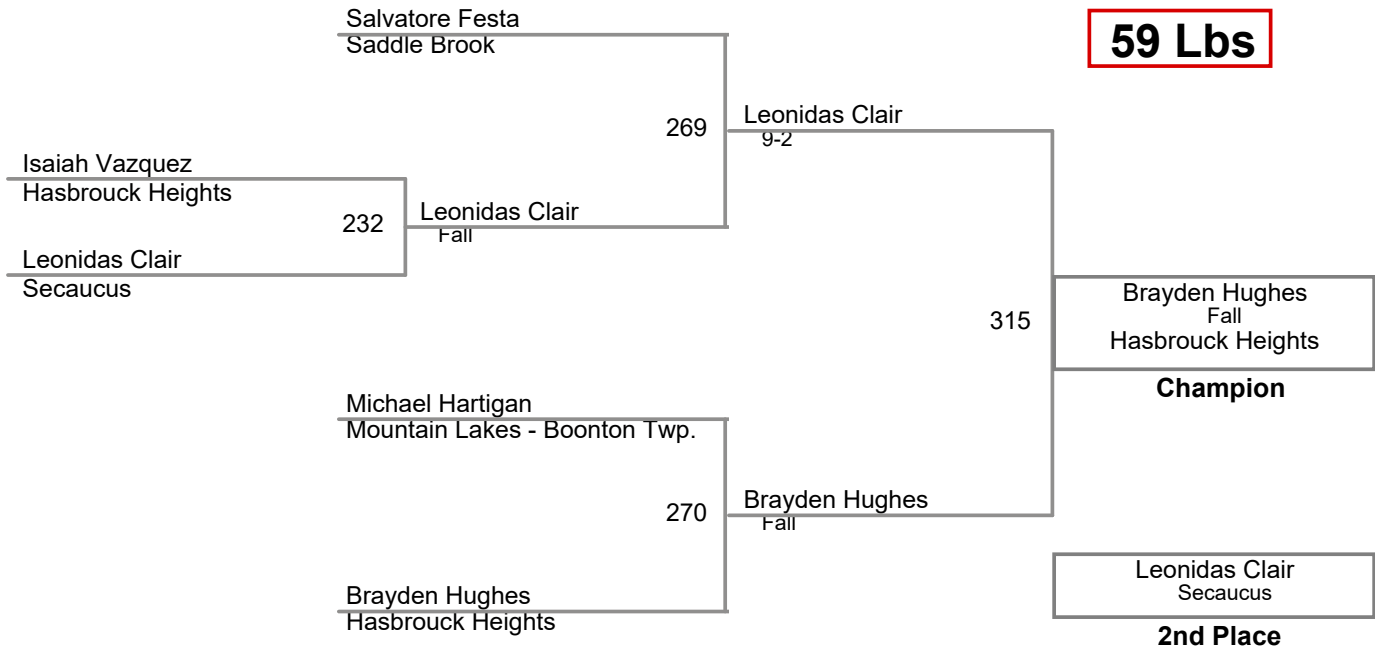 Salvatore Festa
Saddle Brook
59 Lbs
269
Leonidas Clair
9-2
Isaiah Vazquez
Hasbrouck Heights
232
Leonidas Clair
Fall
Leonidas Clair
Secaucus
315
Brayden Hughes
Fall
Hasbrouck Heights
Champion
Michael Hartigan
Mountain Lakes - Boonton Twp.
270
Brayden Hughes
Fall
Brayden Hughes
Hasbrouck Heights
Leonidas Clair
Secaucus
2nd Place